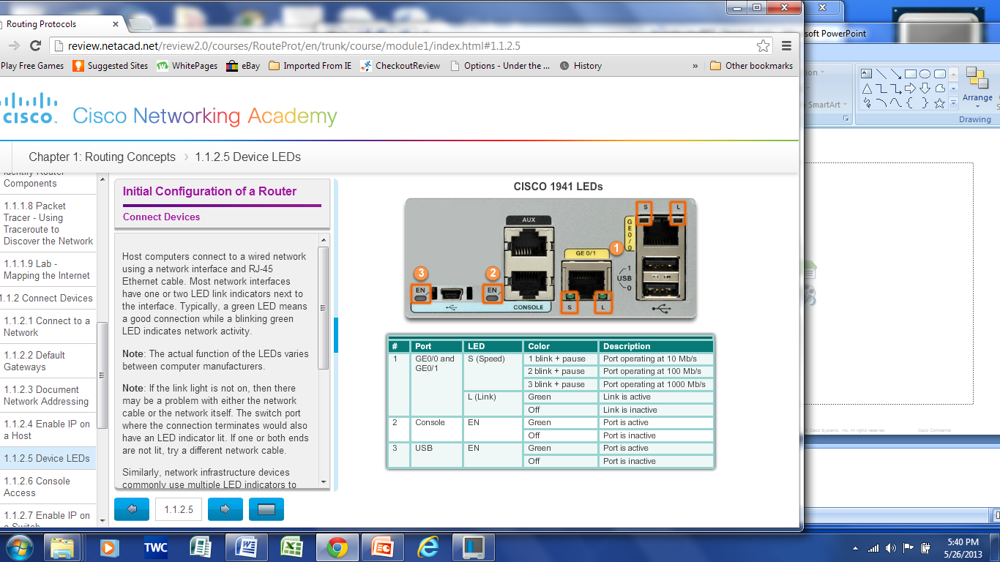 Routing Protocols
soft PowerPoint
review.netacad.net/review2.0/courses/RouteProt/en/trunk/course/module1/index.html#1.1.2.5
Play Free Games
Suggested Sites
WhitePages
eBay
Imported From IE
CheckoutReview
Options - Under the ...
History
»
Other bookmarks
Arrange
SmartArt
Drawing
CISCO
Cisco Networking Academy
Chapter 1: Routing Concepts > 1.1.2.5 Device LEDs
Identify Router
Components
1.1.1.8 Packet
Tracer - Using
Traceroute to
Discover the Network
1.1.1.9 Lab -
Mapping the Internet
1.1.2 Connect Devices
1.1.2.1 Connect to a
Network
1.1.2.2 Default
Gateways
1.1.2.3 Document
Network Addressing
1.1.2.4 Enable IP on
a Host
1.1.2.5 Device LEDs
1.1.2.6 Console
Access
1.1.2.7 Enable IP on
a Switch
Initial Configuration of a Router
Connect Devices
Host computers connect to a wired network
using a network interface and RJ-45
Ethernet cable. Most network interfaces
have one or two LED link indicators next to
the interface. Typically, a green LED means
a good connection while a blinking green
LED indicates network activity.
Note: The actual function of the LEDs varies
between computer manufacturers.
Note: If the link light is not on, then there
may be a problem with either the network
cable or the network itself. The switch port
where the connection terminates would also
have an LED indicator lit. If one or both ends
are not lit, try a different network cable.
Similarly, network infrastructure devices
commonly use multiple LED indicators to
1.1.2.5
CISCO 1941 LEDs
AUX
S L
GE0/0
1
GE 0/1
3
2
1
USB
0
EN
EN
CONSOLE
S L
# Port LED Color Description
1 GE0/0 and GE0/1 S (Speed) 1 blink + pause Port operating at 10 Mb/s
2 blink + pause Port operating at 100 Mb/s
3 blink + pause Port operating at 1000 Mb/s
L (Link) Green Link is active
Off Link is inactive
2 Console EN Green Port is active
Off Port is inactive
3 USB EN Green Port is active
Off Port is inactive
Cisco Systems, Inc. All rights reserved.
Cisco Confidential
TWC
5:40 PM
5/26/2013